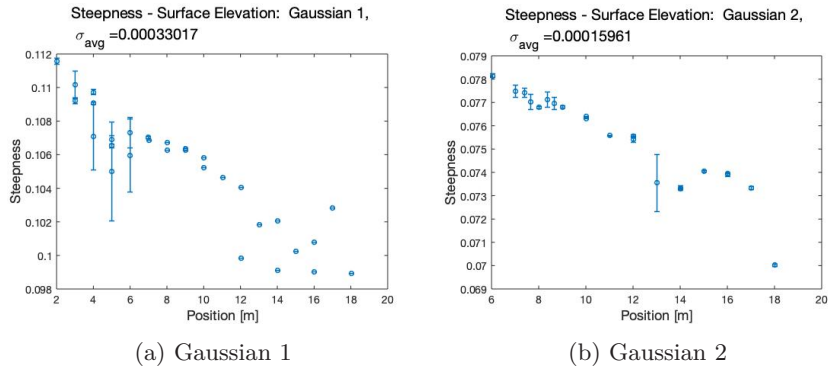 Steepness - Surface Elevation: Gaussian 1,
σavg =0.00033017
0.112
0.11
0.108
0.106
0.104
0.102
0.1
0.098
Steepness
2 4 6 8 10 12 14 16 18 20
Position [m]
(a) Gaussian 1
Steepness - Surface Elevation: Gaussian 2,
σavg =0.00015961
0.079
0.078
0.077
0.076
0.075
0.074
0.073
0.072
0.071
0.07
0.069
Steepness
6 8 10 12 14 16 18 20
Position [m]
(b) Gaussian 2